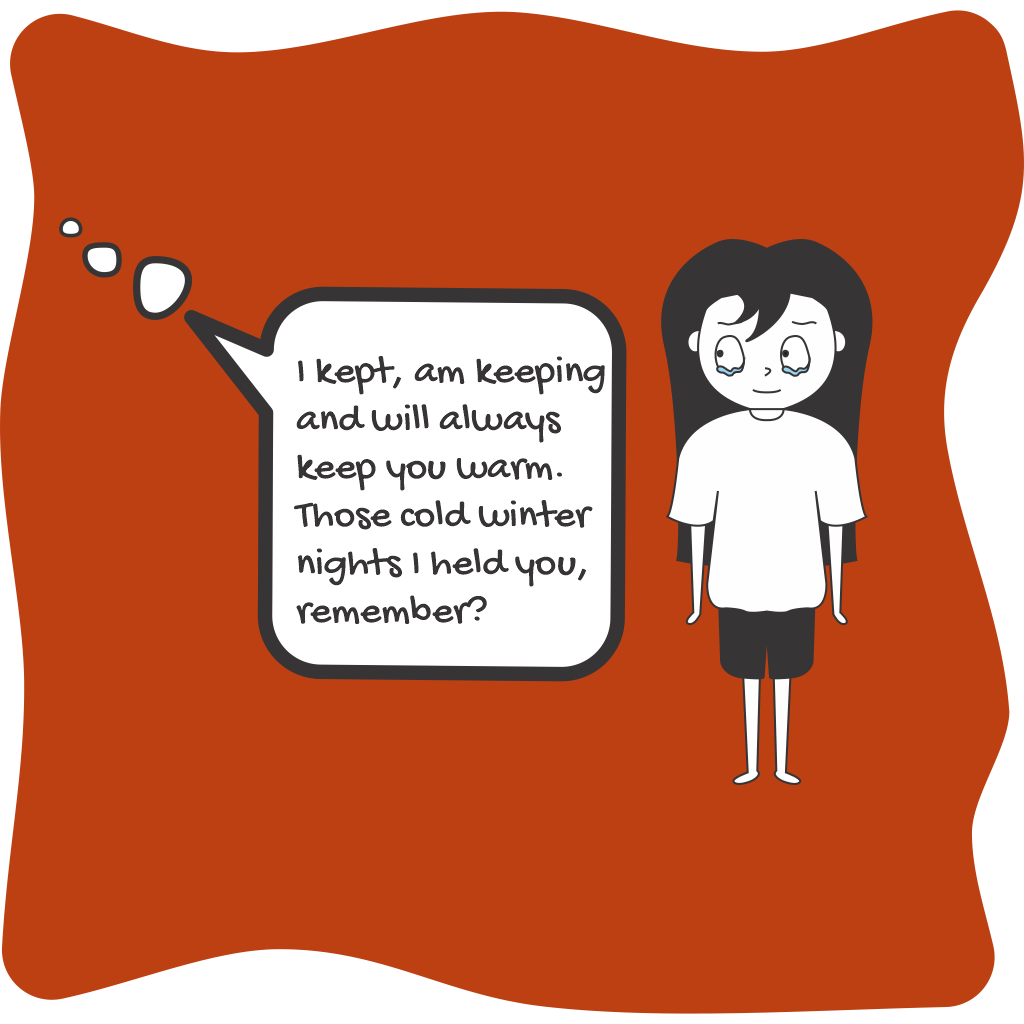 I kept, am keeping
and will always
keep you warm.
Those cold winter
nights I held you,
remember?